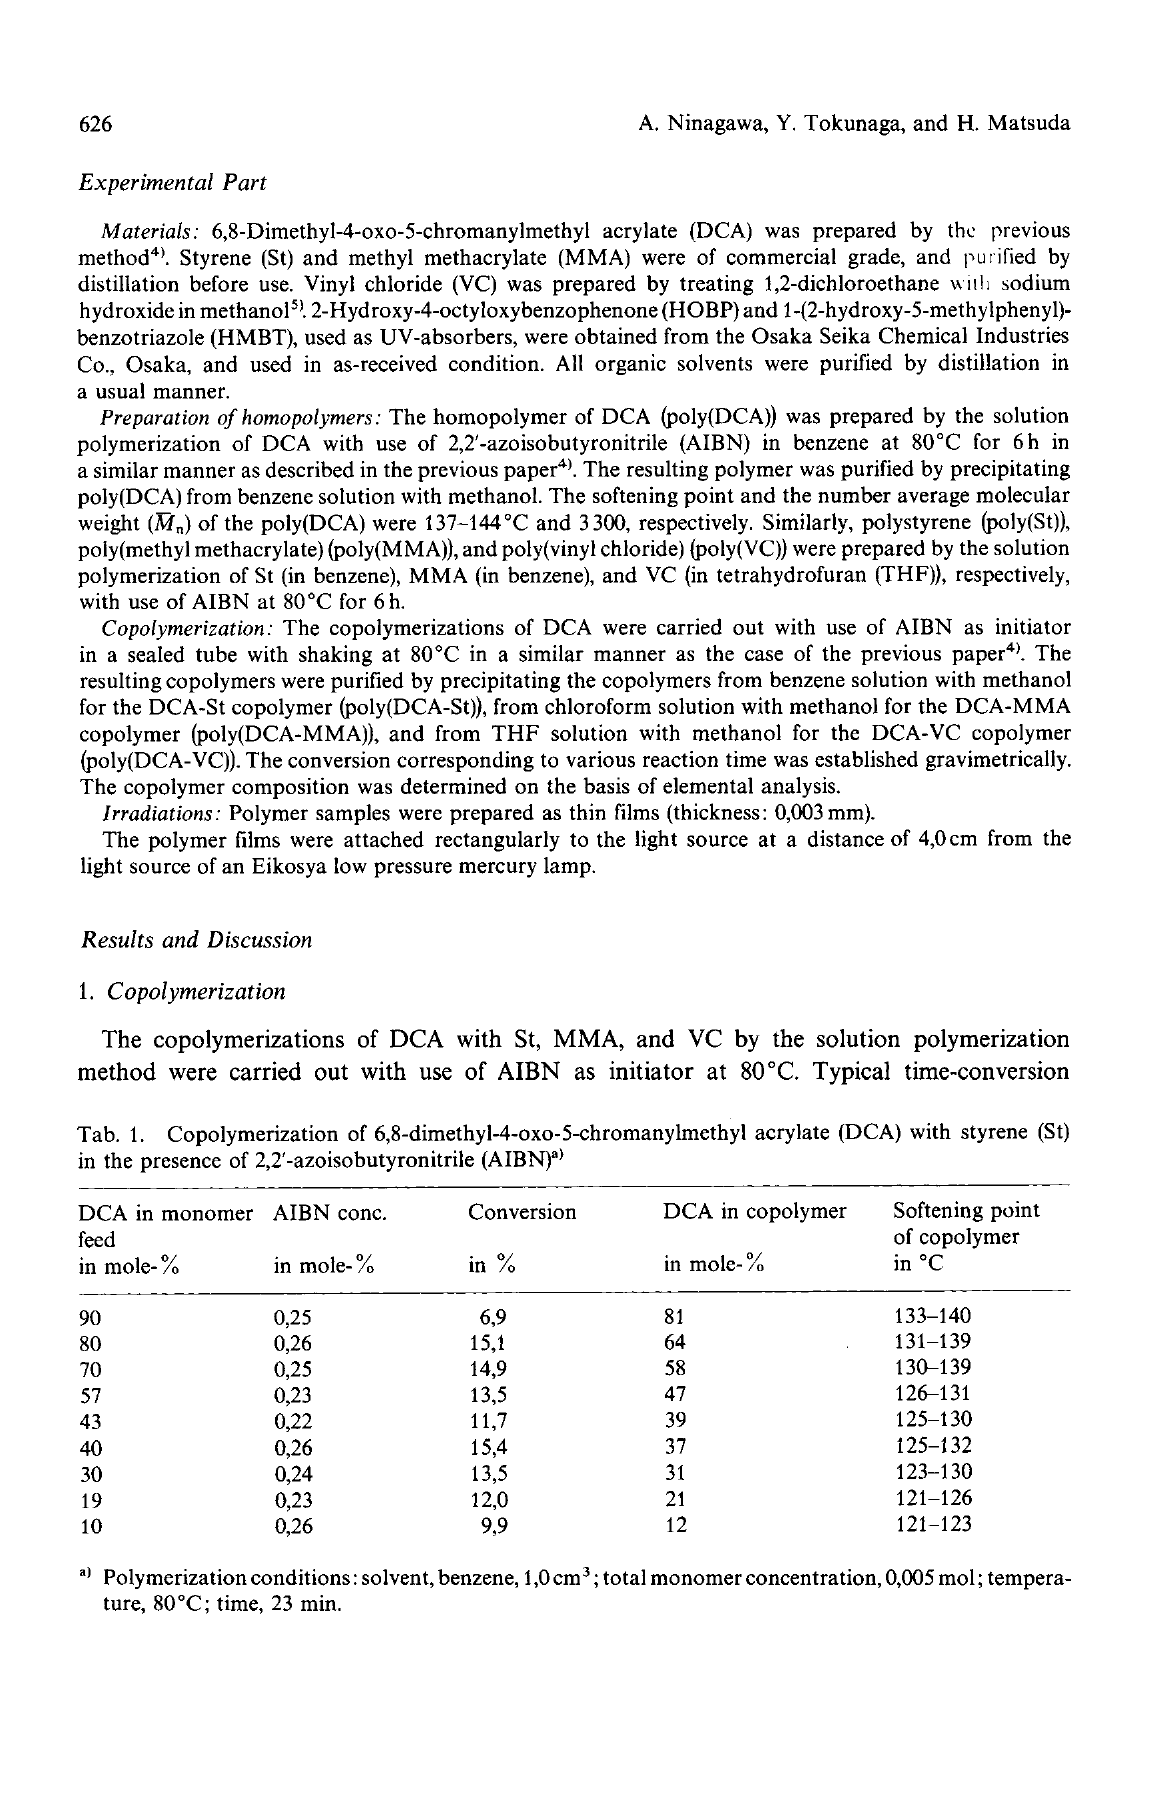 626
A. Ninagawa, Y. Tokunaga, and H. Matsuda
Experimental Part
Materials: 6,8-Dimethyl-4-oxo-5-chromanylmethyl acrylate (DCA) was prepared by the previous
method⁴⁾. Styrene (St) and methyl methacrylate (MMA) were of commercial grade, and purified by
distillation before use. Vinyl chloride (VC) was prepared by treating 1,2-dichloroethane with sodium
hydroxide in methanol⁵⁾. 2-Hydroxy-4-octyloxybenzophenone (HOBP) and 1-(2-hydroxy-5-methylphenyl)-
benzotriazole (HMBT), used as UV-absorbers, were obtained from the Osaka Seika Chemical Industries
Co., Osaka, and used in as-received condition. All organic solvents were purified by distillation in
a usual manner.
Preparation of homopolymers: The homopolymer of DCA (poly(DCA)) was prepared by the solution
polymerization of DCA with use of 2,2′-azoisobutyronitrile (AIBN) in benzene at 80°C for 6 h in
a similar manner as described in the previous paper⁴⁾. The resulting polymer was purified by precipitating
poly(DCA) from benzene solution with methanol. The softening point and the number average molecular
weight (M̅ₙ) of the poly(DCA) were 137–144°C and 3300, respectively. Similarly, polystyrene (poly(St)),
poly(methyl methacrylate) (poly(MMA)), and poly(vinyl chloride) (poly(VC)) were prepared by the solution
polymerization of St (in benzene), MMA (in benzene), and VC (in tetrahydrofuran (THF)), respectively,
with use of AIBN at 80°C for 6 h.
Copolymerization: The copolymerizations of DCA were carried out with use of AIBN as initiator
in a sealed tube with shaking at 80°C in a similar manner as the case of the previous paper⁴⁾. The
resulting copolymers were purified by precipitating the copolymers from benzene solution with methanol
for the DCA-St copolymer (poly(DCA-St)), from chloroform solution with methanol for the DCA-MMA
copolymer (poly(DCA-MMA)), and from THF solution with methanol for the DCA-VC copolymer
(poly(DCA-VC)). The conversion corresponding to various reaction time was established gravimetrically.
The copolymer composition was determined on the basis of elemental analysis.
Irradiations: Polymer samples were prepared as thin films (thickness: 0,003 mm).
The polymer films were attached rectangularly to the light source at a distance of 4,0 cm from the
light source of an Eikosya low pressure mercury lamp.
Results and Discussion
1. Copolymerization
The copolymerizations of DCA with St, MMA, and VC by the solution polymerization
method were carried out with use of AIBN as initiator at 80°C. Typical time-conversion
Tab. 1. Copolymerization of 6,8-dimethyl-4-oxo-5-chromanylmethyl acrylate (DCA) with styrene (St)
in the presence of 2,2′-azoisobutyronitrile (AIBN)ᵃ⁾
DCA in monomer AIBN conc. Conversion DCA in copolymer Softening point
feed of copolymer
in mole-% in mole-% in % in mole-% in °C
90 0,25 6,9 81 133–140
80 0,26 15,1 64 131–139
70 0,25 14,9 58 130–139
57 0,23 13,5 47 126–131
43 0,22 11,7 39 125–130
40 0,26 15,4 37 125–132
30 0,24 13,5 31 123–130
19 0,23 12,0 21 121–126
10 0,26 9,9 12 121–123
ᵃ⁾ Polymerization conditions: solvent, benzene, 1,0 cm³; total monomer concentration, 0,005 mol; tempera-
ture, 80°C; time, 23 min.